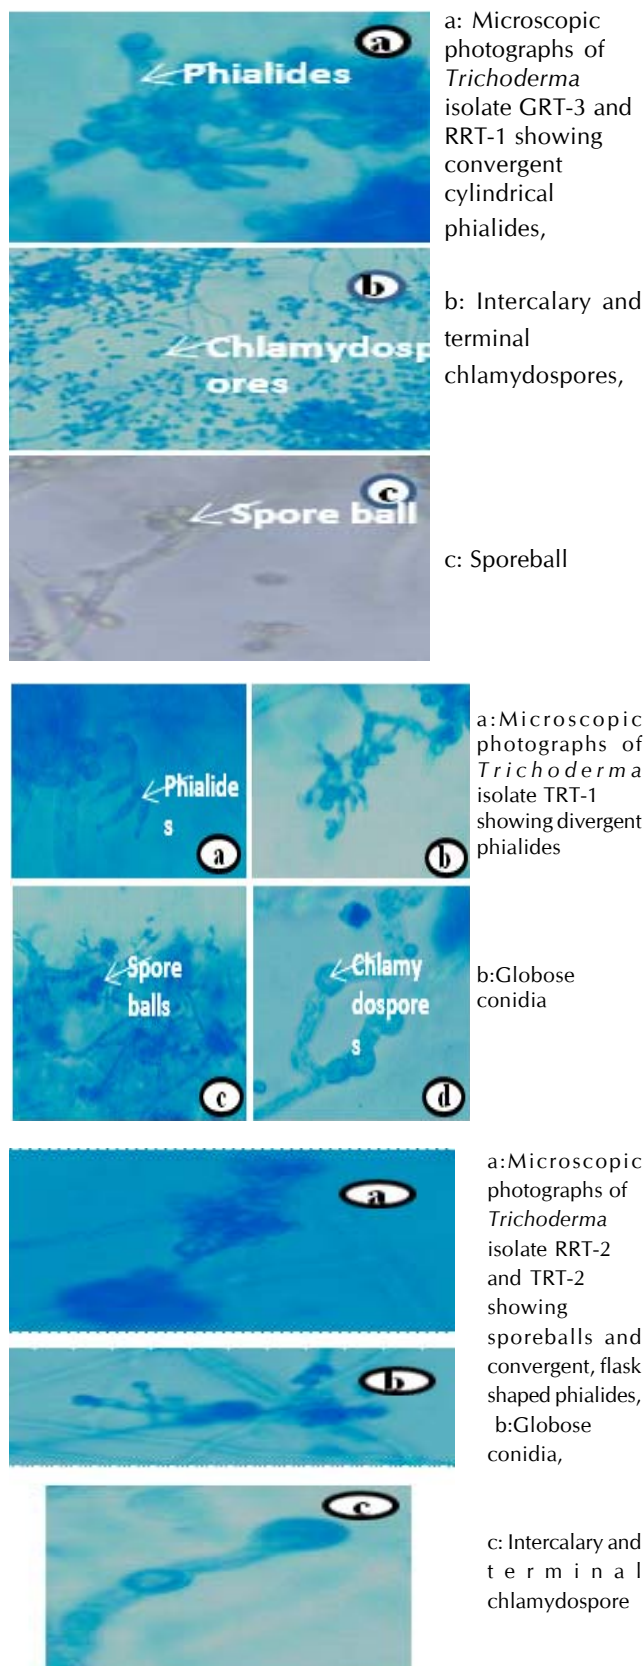 a
Phialides
a: Microscopic
photographs of
Trichoderma
isolate GRT-3 and
RRT-1 showing
convergent
cylindrical
phialides,
b
Chlamydosp
ores
b: Intercalary and
terminal
chlamydospores,
c
Spore ball
c: Sporeball
Phialide
s
a
b
a:Microscopic
photographs of
Trichoderma
isolate TRT-1
showing divergent
phialides
Spore
balls
c
Chlamy
dospore
s
d
b:Globose
conidia
a
b
a:Microscopic
photographs of
Trichoderma
isolate RRT-2
and TRT-2
showing
sporeballs and
convergent, flask
shaped phialides,
b:Globose
conidia,
c
c: Intercalary and
terminal
chlamydospore